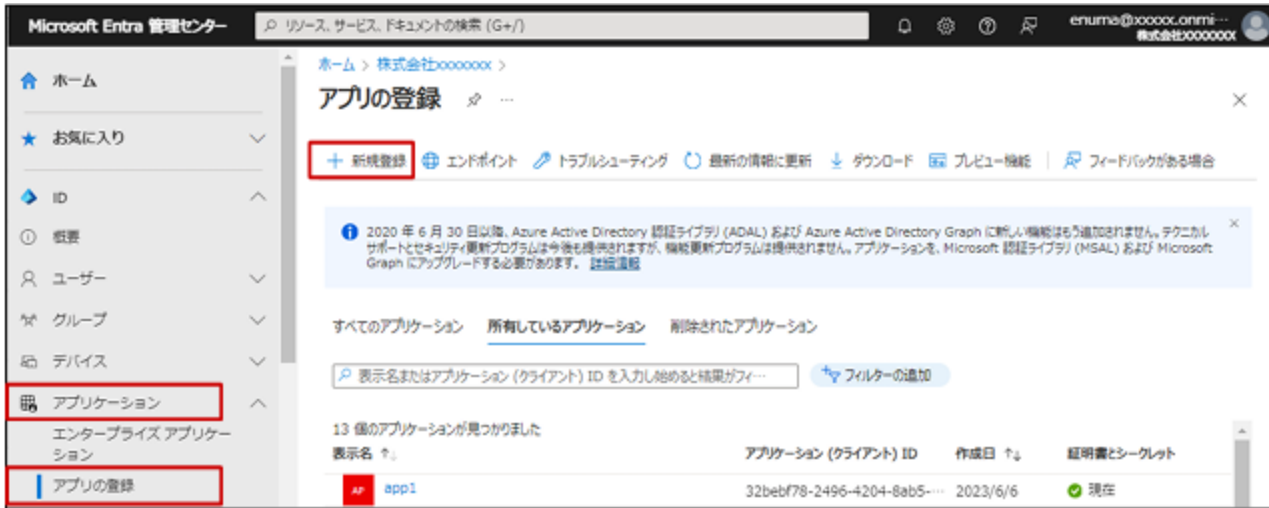 Microsoft Entra 管理センター
リソース、サービス、ドキュメントの検索 (G+/)
enuma@xxxxx.onmi…
株式会社xxxxxxx
ホーム
お気に入り
ID
概要
ユーザー
グループ
デバイス
アプリケーション
エンタープライズ アプリケー
ション
アプリの登録
ホーム > 株式会社xxxxxxx >
アプリの登録 …
新規登録 エンドポイント トラブルシューティング 最新の情報に更新 ダウンロード プレビュー機能 フィードバックがある場合
2020 年 6 月 30 日以降、Azure Active Directory 認証ライブラリ (ADAL) および Azure Active Directory Graph に新しい機能はもう追加されません。テクニカル
サポートとセキュリティ更新プログラムは今後も提供されますが、機能更新プログラムは提供されません。アプリケーションを、Microsoft 認証ライブラリ (MSAL) および Microsoft
Graph にアップグレードする必要があります。 詳細情報
すべてのアプリケーション 所有しているアプリケーション 削除されたアプリケーション
表示名またはアプリケーション (クライアント) ID を入力し始めると結果がフィ…
フィルターの追加
13 個のアプリケーションが見つかりました
表示名 ↑↓ アプリケーション (クライアント) ID 作成日 ↑↓ 証明書とシークレット
AP app1 32bebf78-2496-4204-8ab5-… 2023/6/6 現在